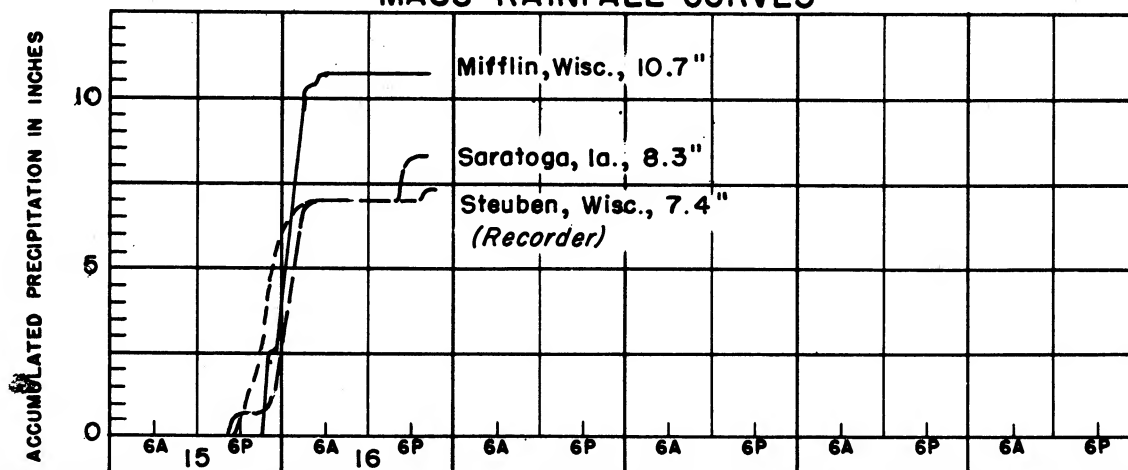 MASS RAINFALL CURVES
ACCUMULATED PRECIPITATION IN INCHES
10
5
0
Mifflin, Wisc., 10.7"
Saratoga, Ia., 8.3"
Steuben, Wisc., 7.4"
(Recorder)
6A 6P 6A 6P 6A 6P 6A 6P 6A 6P 6A 6P
15 16